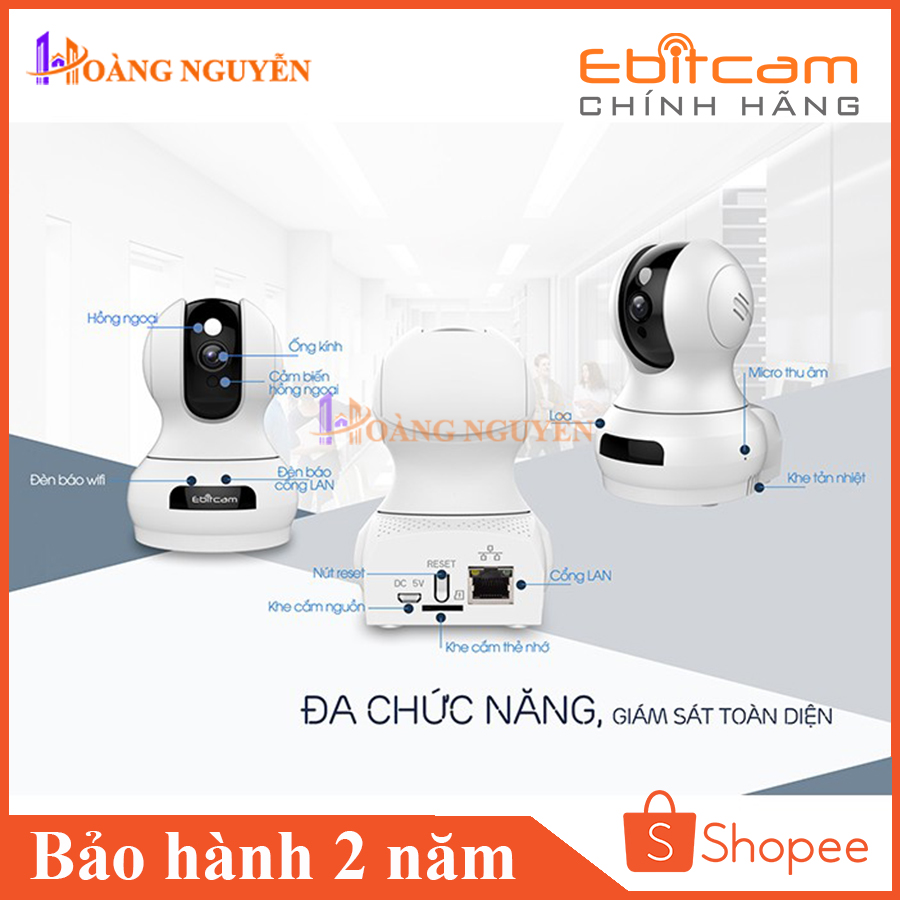 HOÀNG NGUYỄN
Ebitcam
CHÍNH HÃNG
Hồng ngoại
Ống kính
Cảm biến
hồng ngoại
Đèn báo wifi
Đèn báo
cổng LAN
Ebitcam
HOÀNG NGUYỄN
Loa
Micro thu âm
Khe tản nhiệt
RESET
Nút reset
DC 5V
Cổng LAN
Khe cắm nguồn
Khe cắm thẻ nhớ
ĐA CHỨC NĂNG, GIÁM SÁT TOÀN DIỆN
Bảo hành 2 năm
S Shopee